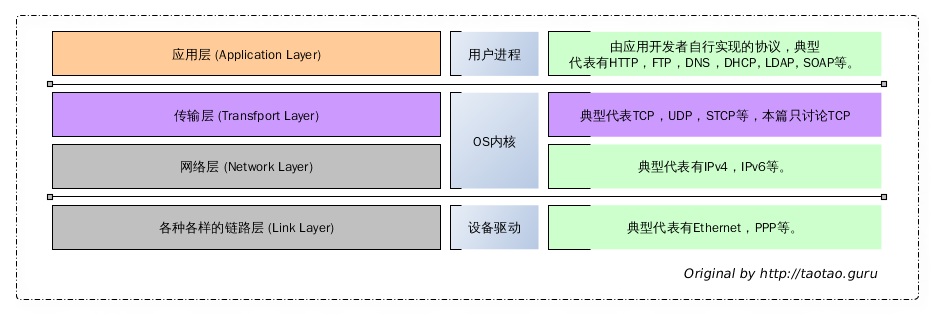 应用层 (Application Layer)
用户进程
由应用开发者自行实现的协议，典型
代表有HTTP，FTP，DNS，DHCP, LDAP, SOAP等。
传输层 (Transfport Layer)
OS内核
典型代表TCP，UDP，STCP等，本篇只讨论TCP
网络层 (Network Layer)
典型代表有IPv4，IPv6等。
各种各样的链路层 (Link Layer)
设备驱动
典型代表有Ethernet，PPP等。
Original by http://taotao.guru